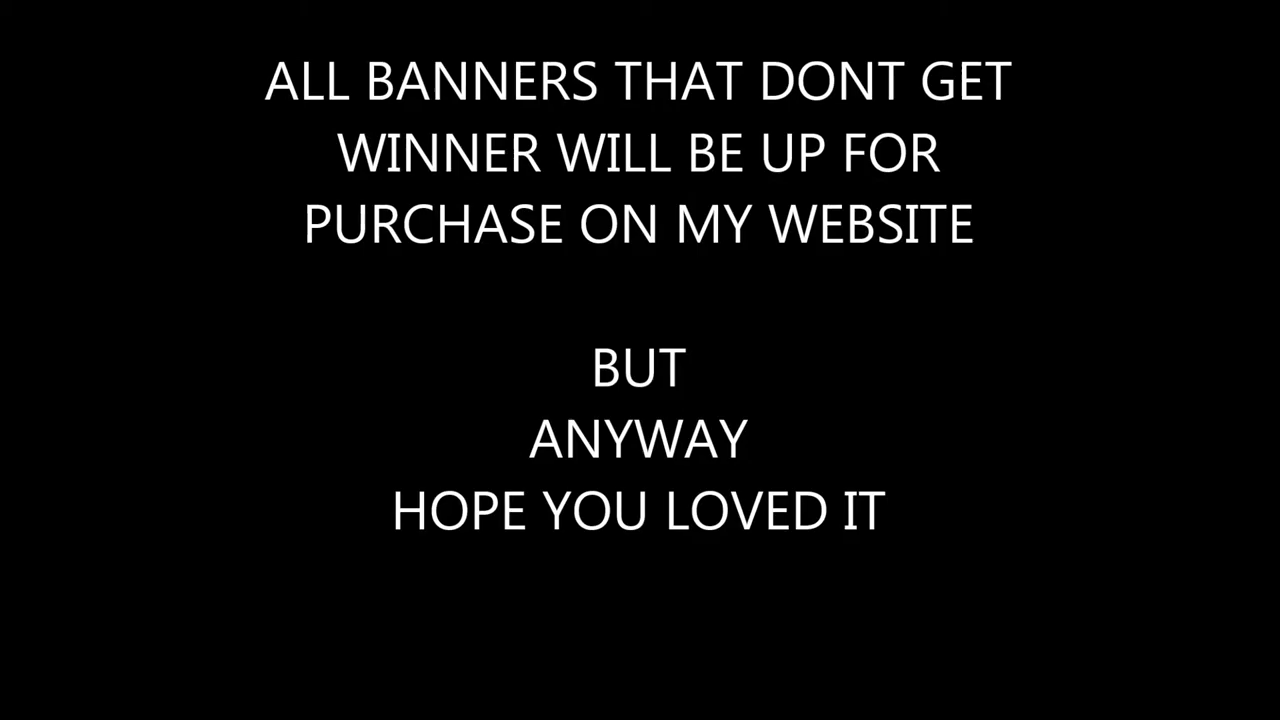 ALL BANNERS THAT DONT GET
WINNER WILL BE UP FOR
PURCHASE ON MY WEBSITE
BUT
ANYWAY
HOPE YOU LOVED IT